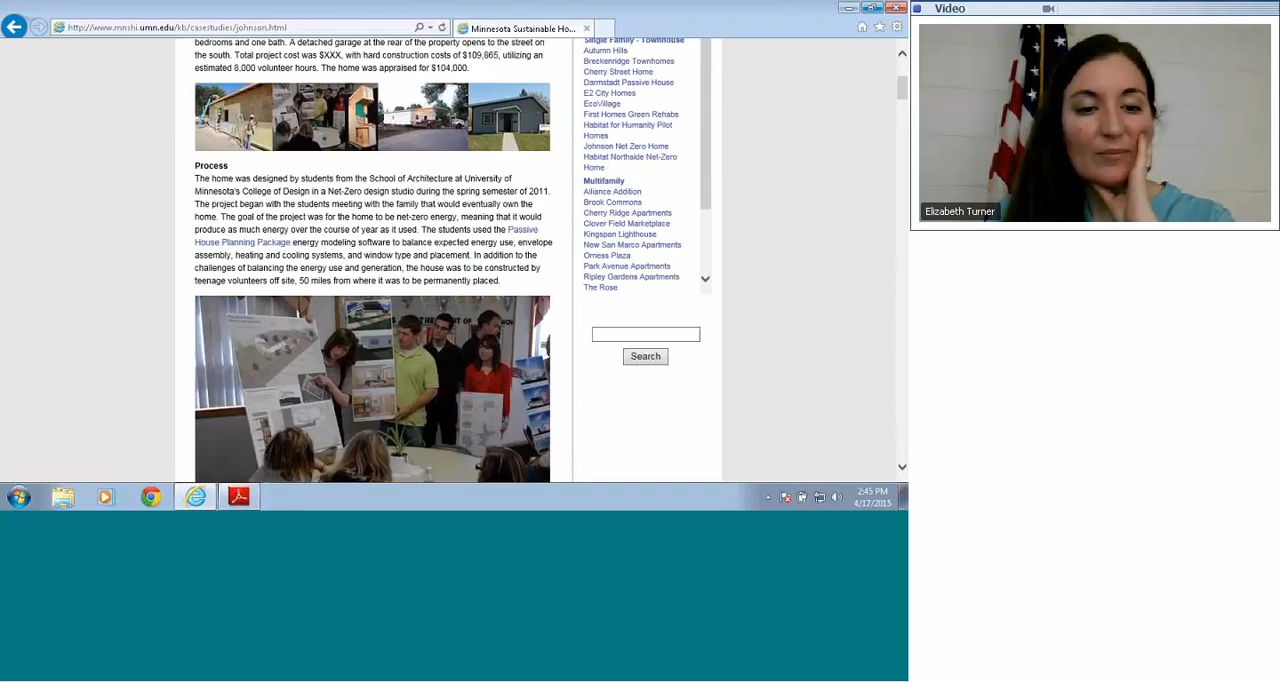 Video
http://www.mnshi.umn.edu/kb/casestudies/johnson.html
Minnesota Sustainable Ho...
bedrooms and one bath. A detached garage at the rear of the property opens to the street on
the south. Total project cost was $XXX, with hard construction costs of $109,865, utilizing an
estimated 8,000 volunteer hours. The home was appraised for $104,000.
Process
The home was designed by students from the School of Architecture at University of
Minnesota's College of Design in a Net-Zero design studio during the spring semester of 2011.
The project began with the students meeting with the family that would eventually own the
home. The goal of the project was for the home to be net-zero energy, meaning that it would
produce as much energy over the course of year as it used. The students used the Passive
House Planning Package energy modeling software to balance expected energy use, envelope
assembly, heating and cooling systems, and window type and placement. In addition to the
challenges of balancing the energy use and generation, the house was to be constructed by
teenage volunteers off site, 50 miles from where it was to be permanently placed.
Single Family - Townhouse
Autumn Hills
Breckenridge Townhomes
Cherry Street Home
Darmstadt Passive House
E2 City Homes
EcoVillage
First Homes Green Rehabs
Habitat for Humanity Pilot
Homes
Johnson Net Zero Home
Habitat Northside Net-Zero
Home
Multifamily
Alliance Addition
Brook Commons
Cherry Ridge Apartments
Clover Field Marketplace
Kingspan Lighthouse
New San Marco Apartments
Orness Plaza
Park Avenue Apartments
Ripley Gardens Apartments
The Rose
Search
Elizabeth Turner
2:45 PM
4/17/2015